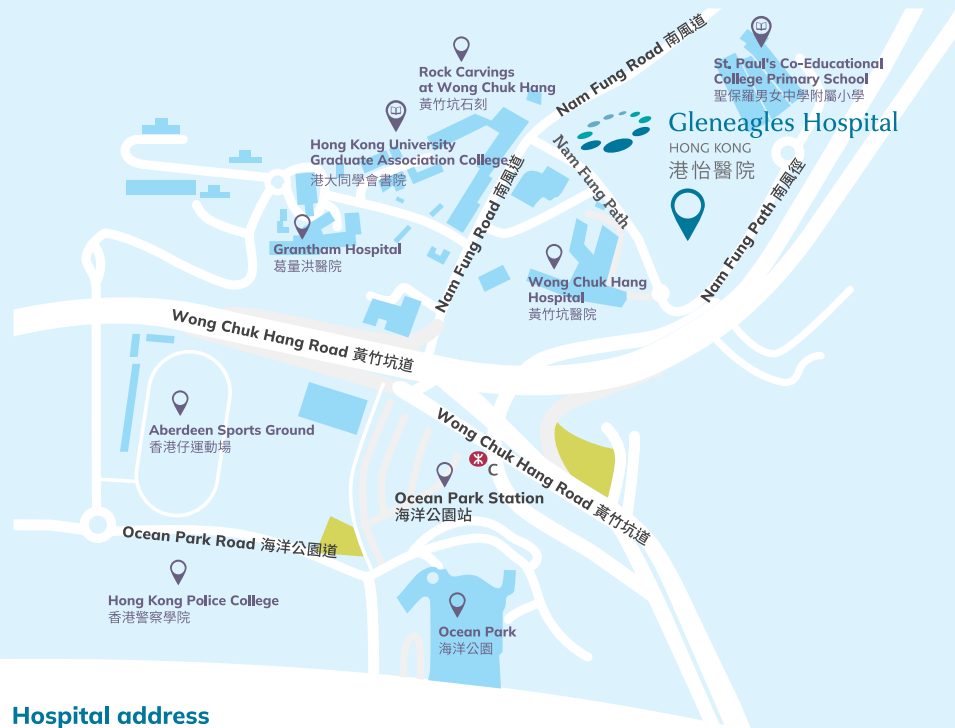 Nam Fung Road 南風道
St. Paul's Co-Educational
College Primary School
聖保羅男女中學附屬小學
Rock Carvings
at Wong Chuk Hang
黃竹坑石刻
Gleneagles Hospital
HONG KONG
港怡醫院
Hong Kong University
Graduate Association College
港大同學會書院
Nam Fung Path
Nam Fung Road 南風道
Nam Fung Path 南風徑
Grantham Hospital
葛量洪醫院
Wong Chuk Hang
Hospital
黃竹坑醫院
Wong Chuk Hang Road 黃竹坑道
Aberdeen Sports Ground
香港仔運動場
Wong Chuk Hang Road 黃竹坑道
C
Ocean Park Station
海洋公園站
Ocean Park Road 海洋公園道
Hong Kong Police College
香港警察學院
Ocean Park
海洋公園
Hospital address